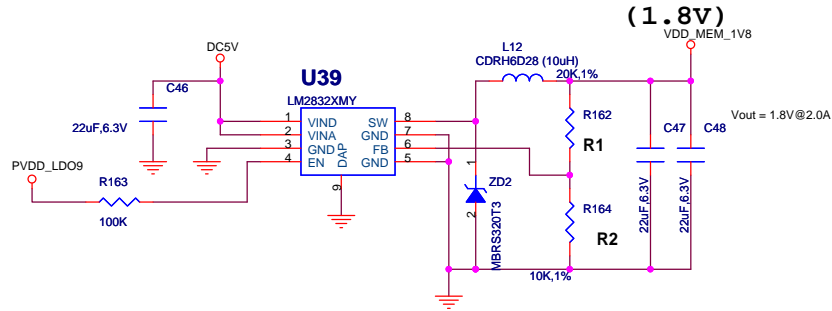 (1.8V)
DC5V
VDD_MEM_1V8
L12
CDRH6D28 (10uH)
20K,1%
U39
LM2832XMY
C46
22uF,6.3V
1
2
3
4
VIND
VINA
GND
EN
DAP
9
SW
GND
FB
GND
8
7
6
5
R162
R1
C47
C48
Vout = 1.8V@2.0A
22uF,6.3V
22uF,6.3V
PVDD_LDO9
R163
100K
1
ZD2
2
MBRS320T3
R164
R2
10K,1%